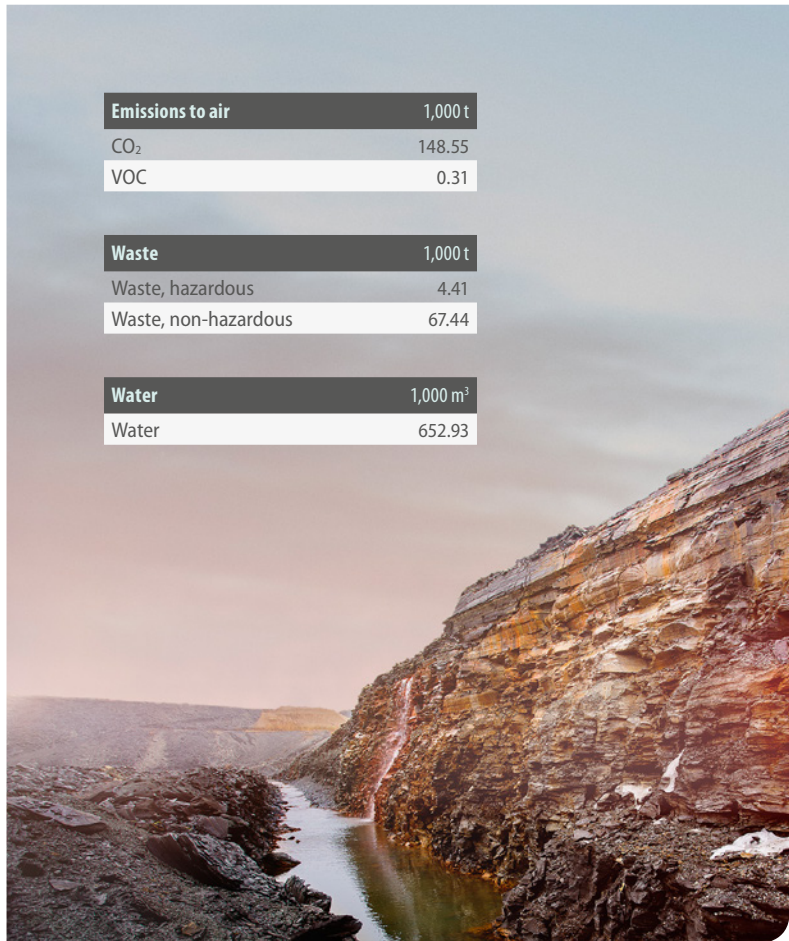 Emissions to air 1,000 t
CO₂ 148.55
VOC 0.31
Waste 1,000 t
Waste, hazardous 4.41
Waste, non-hazardous 67.44
Water 1,000 m³
Water 652.93